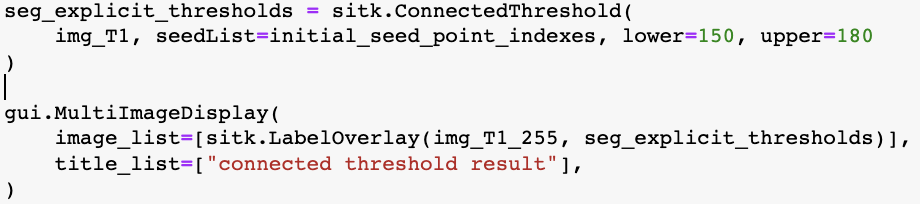 seg_explicit_thresholds = sitk.ConnectedThreshold(
    img_T1, seedList=initial_seed_point_indexes, lower=150, upper=180
)

gui.MultiImageDisplay(
    image_list=[sitk.LabelOverlay(img_T1_255, seg_explicit_thresholds)],
    title_list=["connected threshold result"],
)